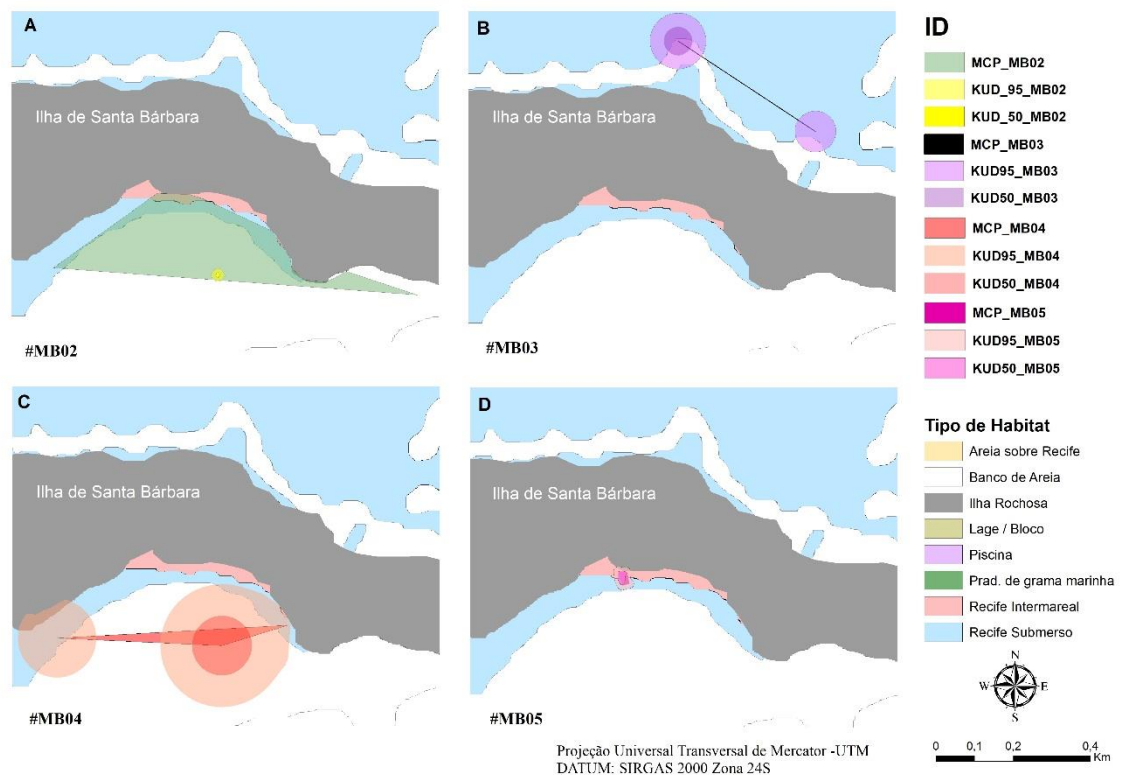 A
Ilha de Santa Bárbara
#MB02
B
Ilha de Santa Bárbara
#MB03
C
Ilha de Santa Bárbara
#MB04
D
Ilha de Santa Bárbara
#MB05
ID
MCP_MB02
KUD_95_MB02
KUD_50_MB02
MCP_MB03
KUD95_MB03
KUD50_MB03
MCP_MB04
KUD95_MB04
KUD50_MB04
MCP_MB05
KUD95_MB05
KUD50_MB05
Tipo de Habitat
Areia sobre Recife
Banco de Areia
Ilha Rochosa
Lage / Bloco
Piscina
Prad. de grama marinha
Recife Intermareal
Recife Submerso
N
W E
S
0 0,1 0,2 0,4
Km
Projeção Universal Transversal de Mercator -UTM
DATUM: SIRGAS 2000 Zona 24S